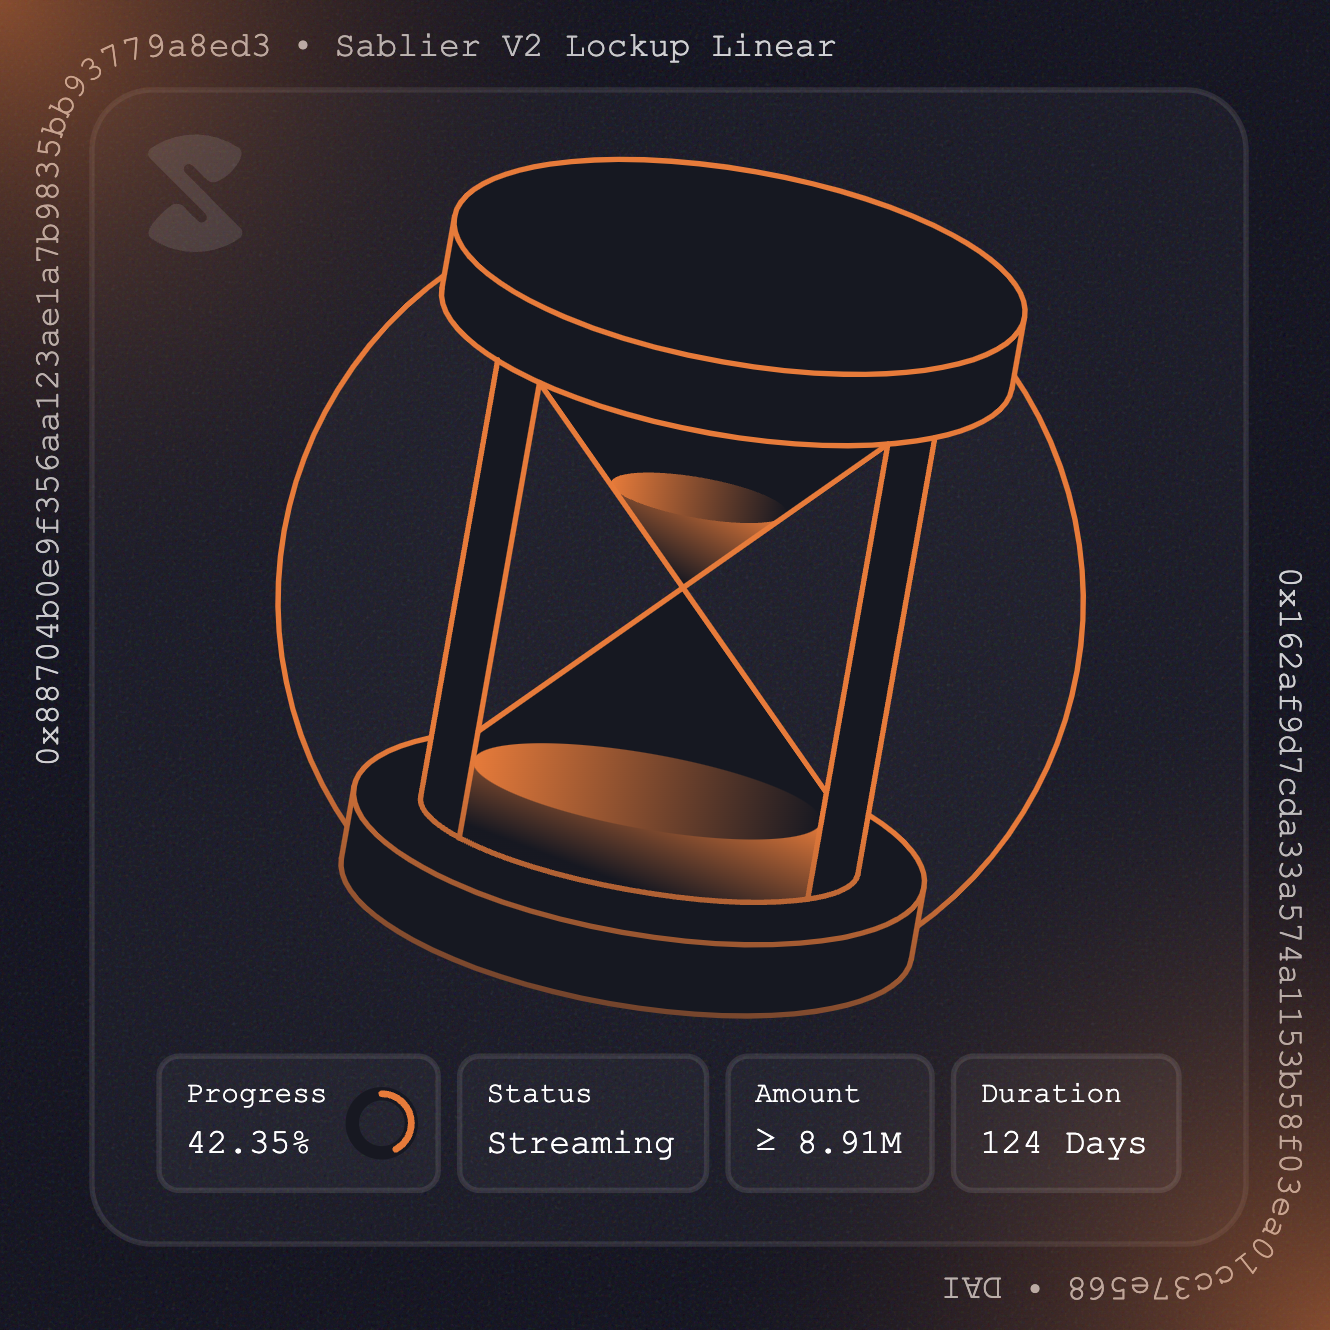 0x88704b0e9f356aa123ae1a7b9835bb93779a8ed3 • Sablier V2 Lockup Linear
0x162af9d7cda33a574a1153b58f03ea01cc37e568 • DAI
Progress
42.35%
Status
Streaming
Amount
≥ 8.91M
Duration
124 Days